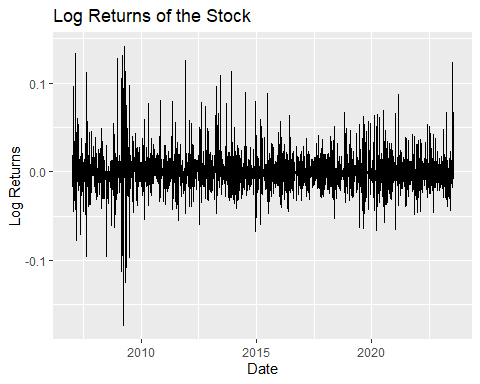 Log Returns of the Stock
0.1
0.0
-0.1
Log Returns
2010
2015
2020
Date